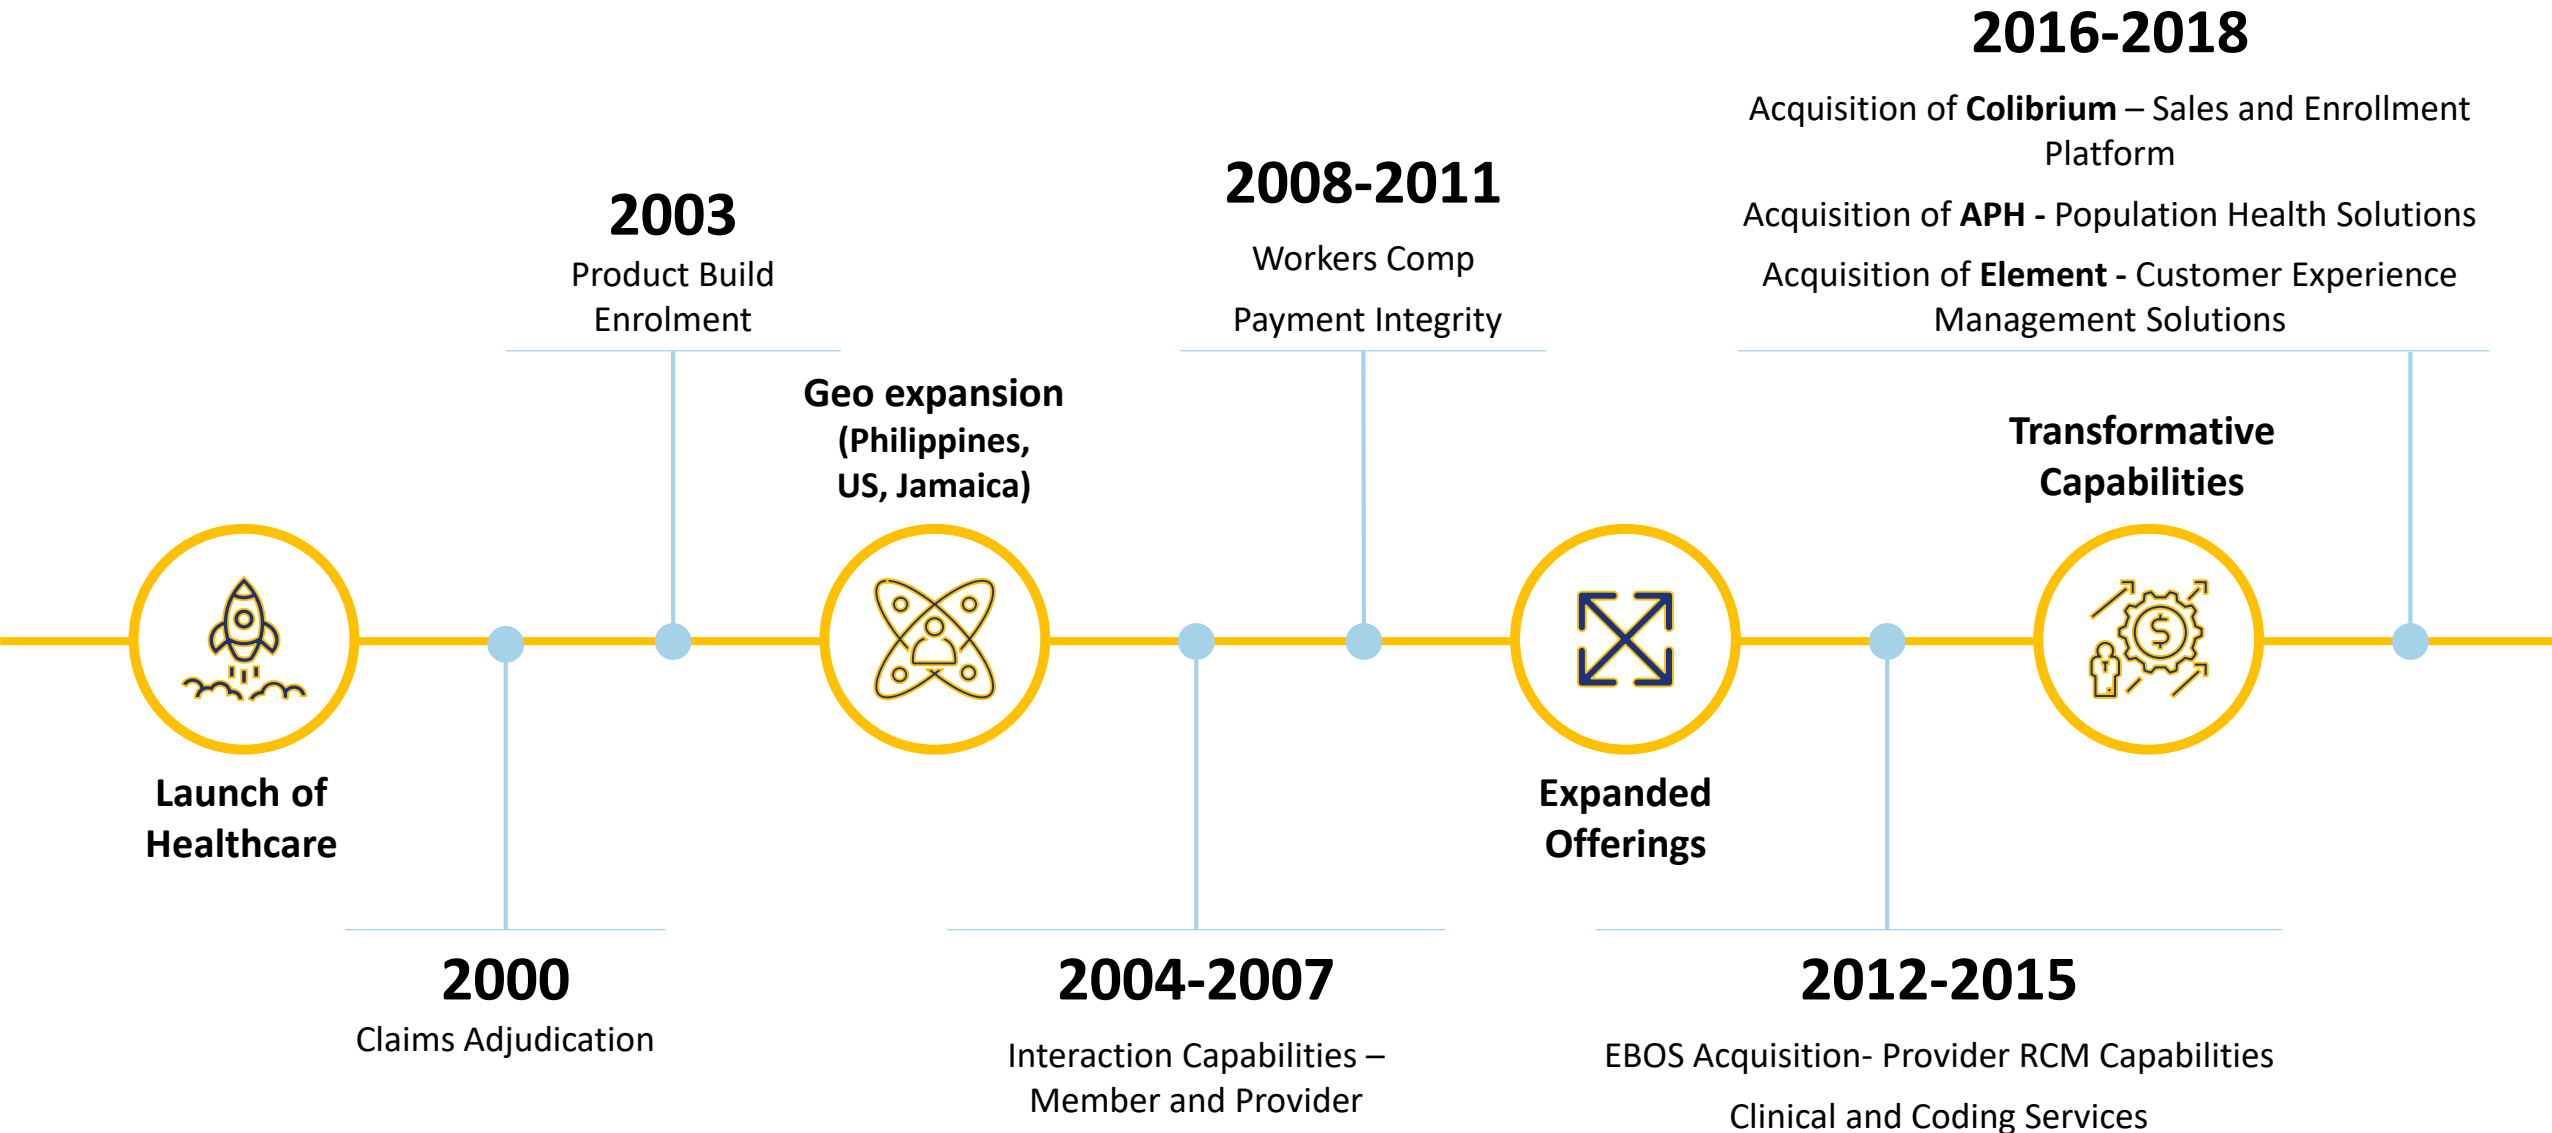 Launch of
Healthcare
2000
Claims Adjudication
2003
Product Build
Enrolment
Geo expansion
(Philippines,
US, Jamaica)
2004-2007
Interaction Capabilities –
Member and Provider
2008-2011
Workers Comp
Payment Integrity
Expanded
Offerings
2012-2015
EBOS Acquisition- Provider RCM Capabilities
Clinical and Coding Services
Transformative
Capabilities
2016-2018
Acquisition of Colibrium – Sales and Enrollment
Platform
Acquisition of APH - Population Health Solutions
Acquisition of Element - Customer Experience
Management Solutions
$